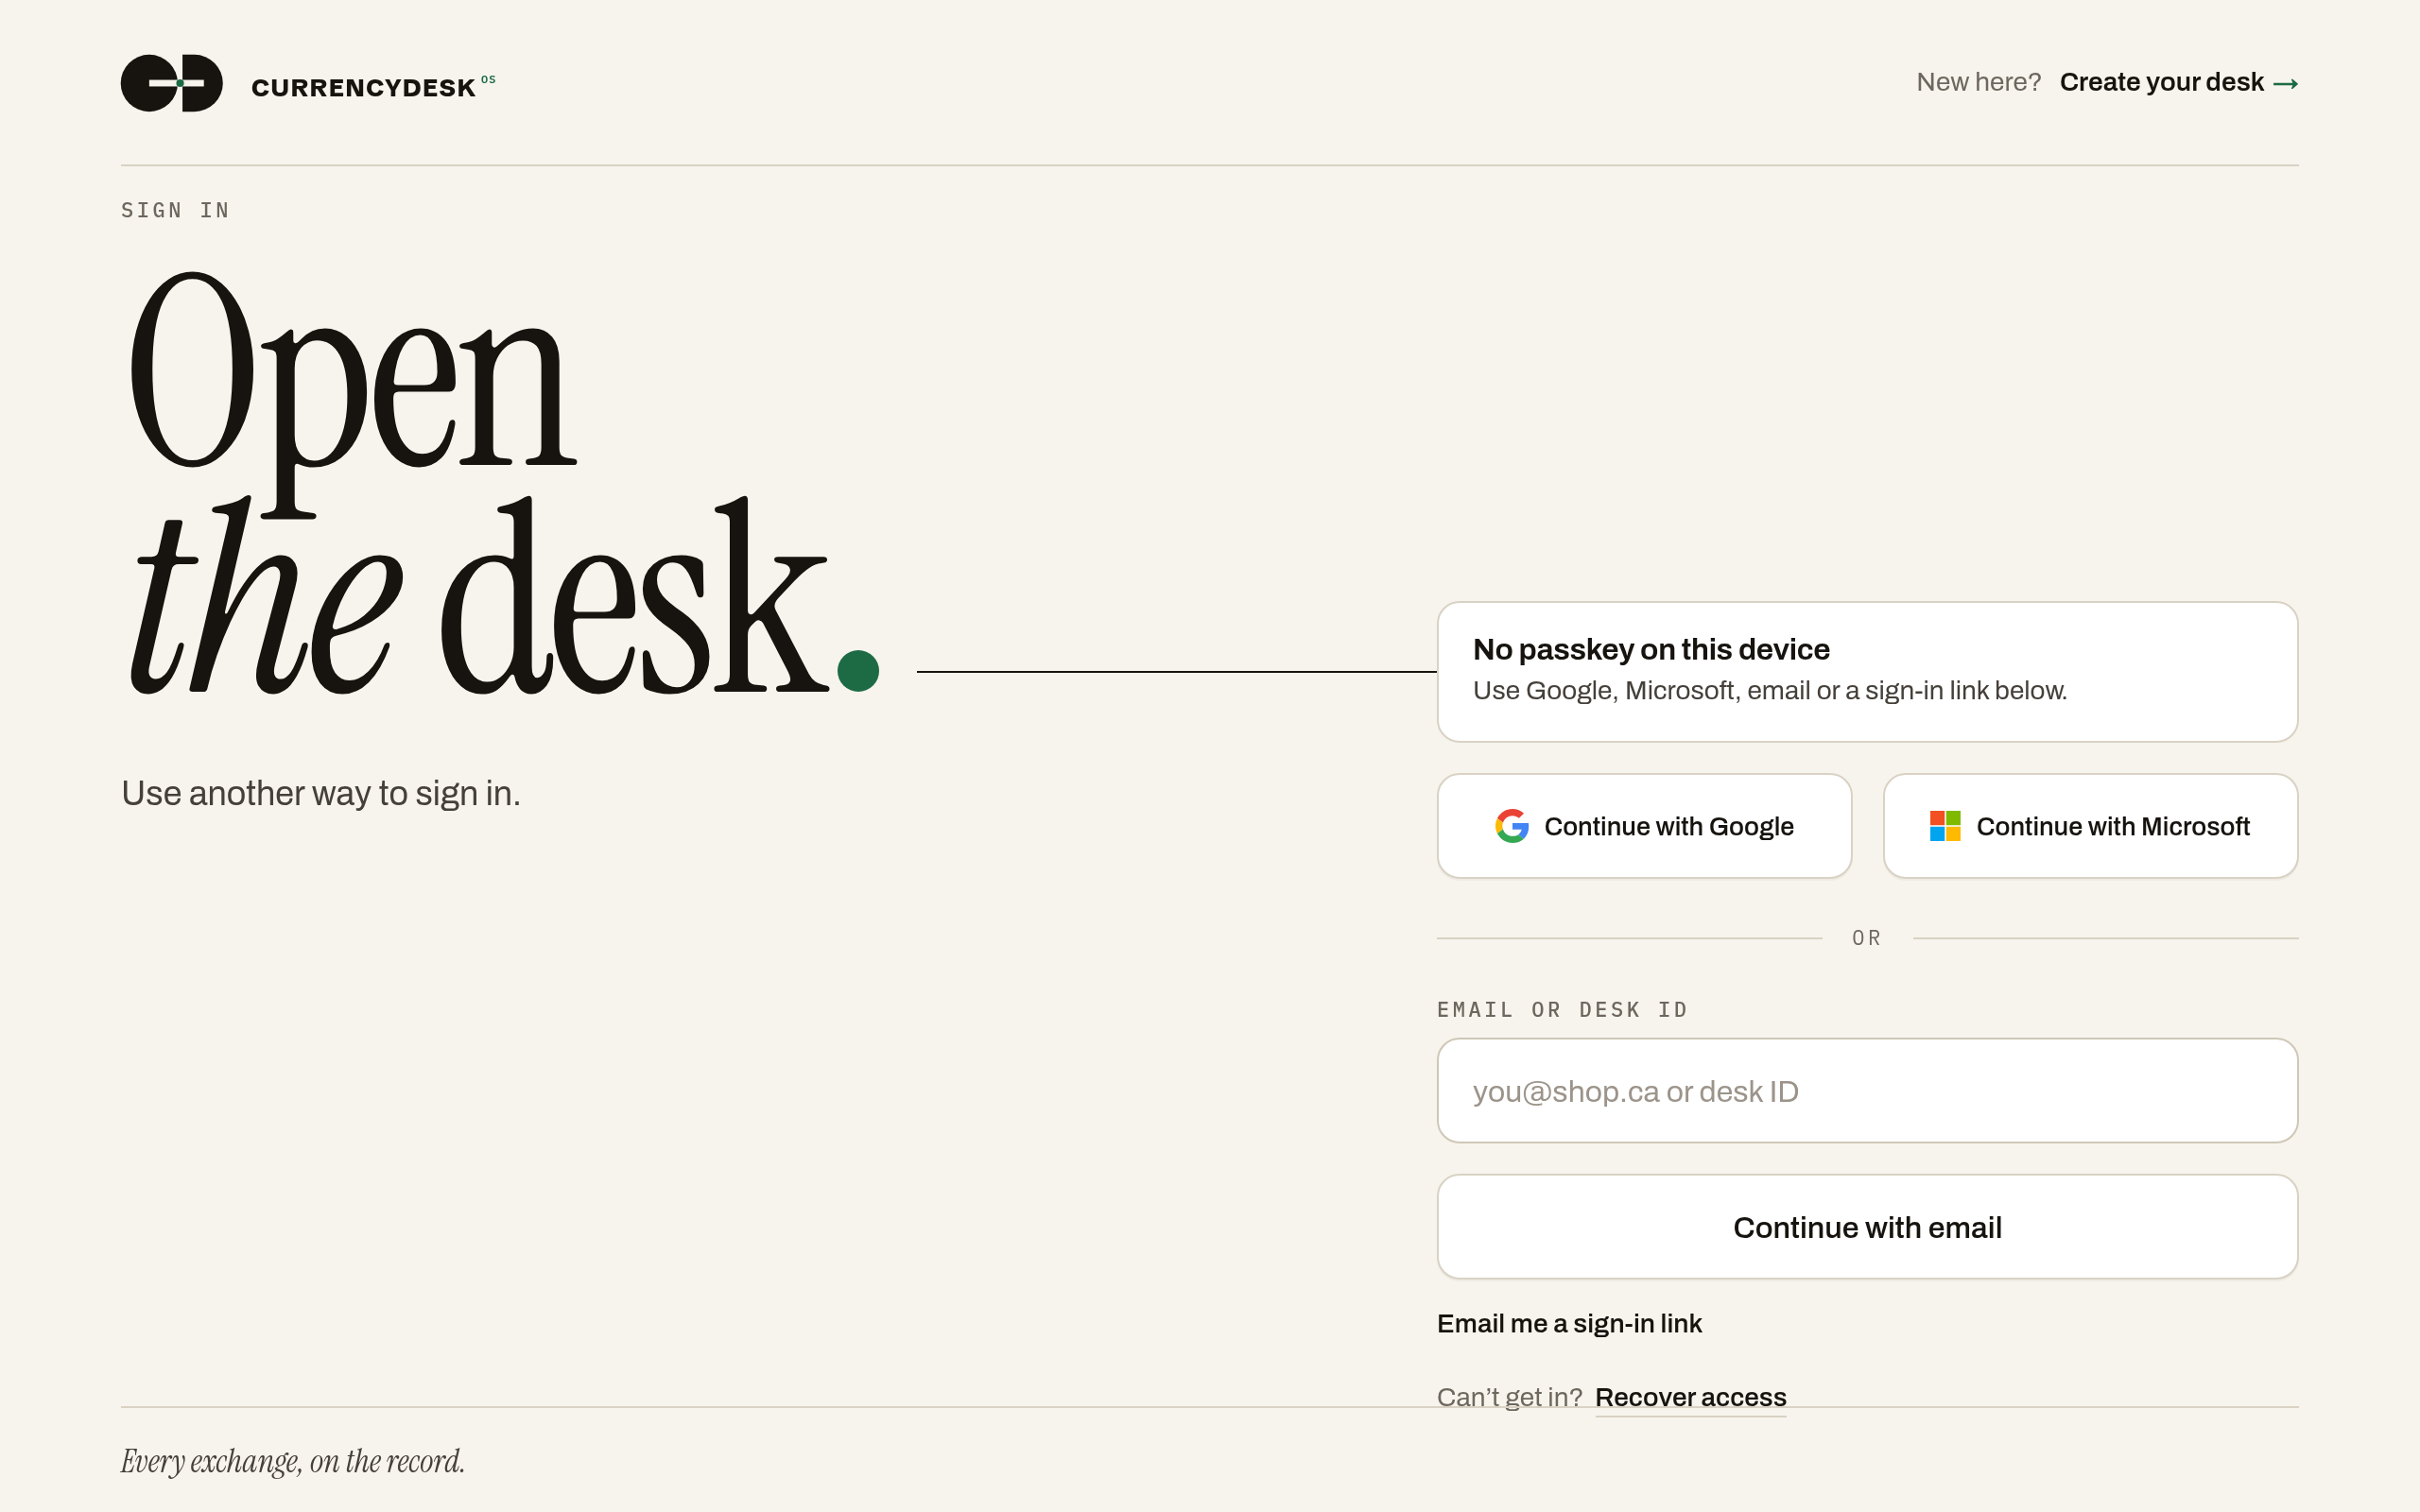 CURRENCYDESK OS
New here? Create your desk →
SIGN IN
Open
the desk.
Use another way to sign in.
No passkey on this device
Use Google, Microsoft, email or a sign-in link below.
Continue with Google
Continue with Microsoft
OR
EMAIL OR DESK ID
you@shop.ca or desk ID
Continue with email
Email me a sign-in link
Can’t get in? Recover access
Every exchange, on the record.